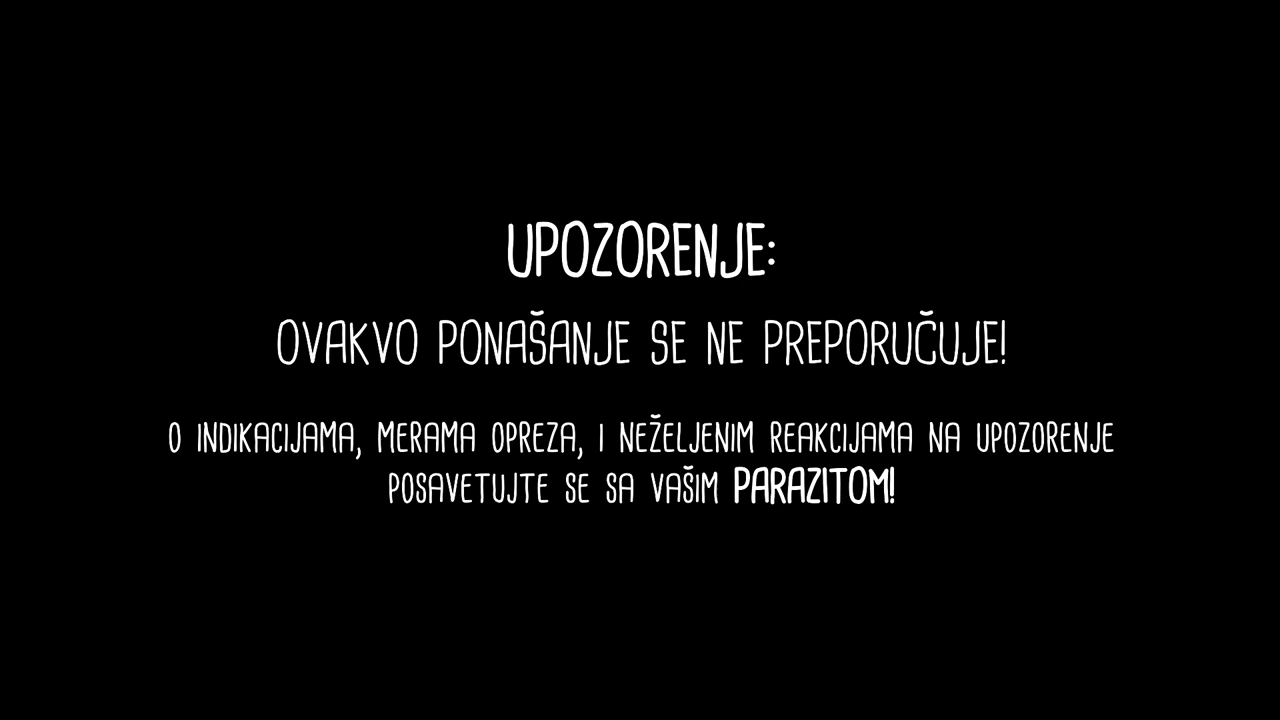 UPOZORENJE:
OVAKVO PONAŠANJE SE NE PREPORUČUJE!
O INDIKACIJAMA, MERAMA OPREZA, I NEŽELJENIM REAKCIJAMA NA UPOZORENJE
POSAVETUJTE SE SA VAŠIM PARAZITOM!